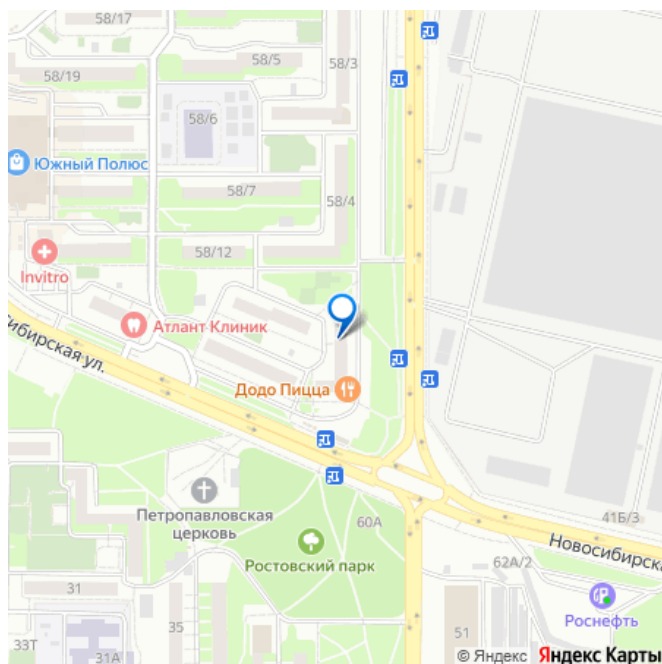 58/17
58/19
58/5
58/3
58/6
Южный Полюс
58/7
58/4
58/12
Invitro
Атлант Клиник
Сибирская ул.
Додо Пицца
Петропавловская
церковь
60А
41Б/3
Новосибирска
Ростовский парк
62А/2
31
35
Роснефть
33Т
31А
51
© Яндекс Яндекс Карты